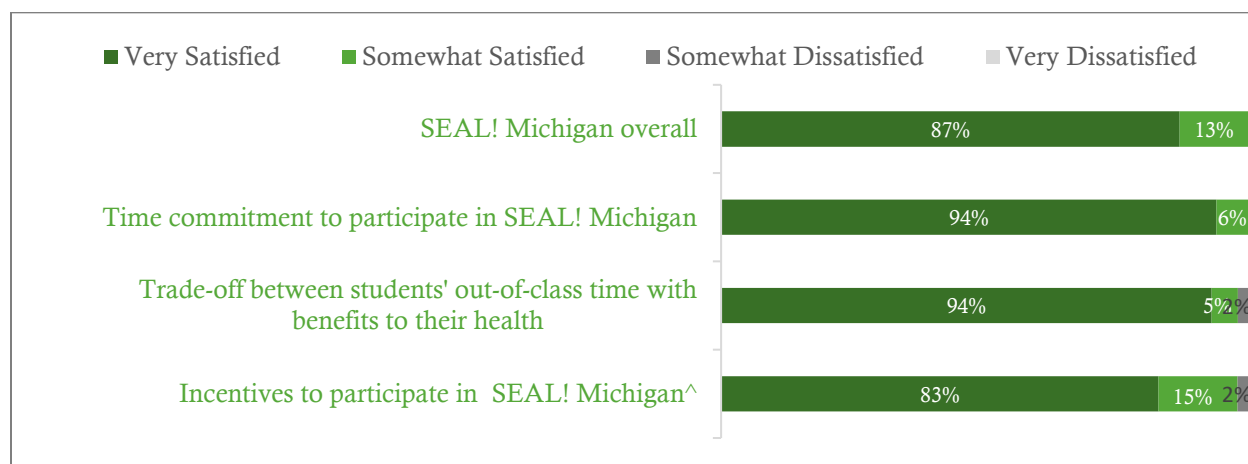 Very Satisfied Somewhat Satisfied Somewhat Dissatisfied Very Dissatisfied
SEAL! Michigan overall 87% 13%
Time commitment to participate in SEAL! Michigan 94% 6%
Trade-off between students' out-of-class time with
benefits to their health 94% 5% 2%
Incentives to participate in  SEAL! Michigan^ 83% 15% 2%